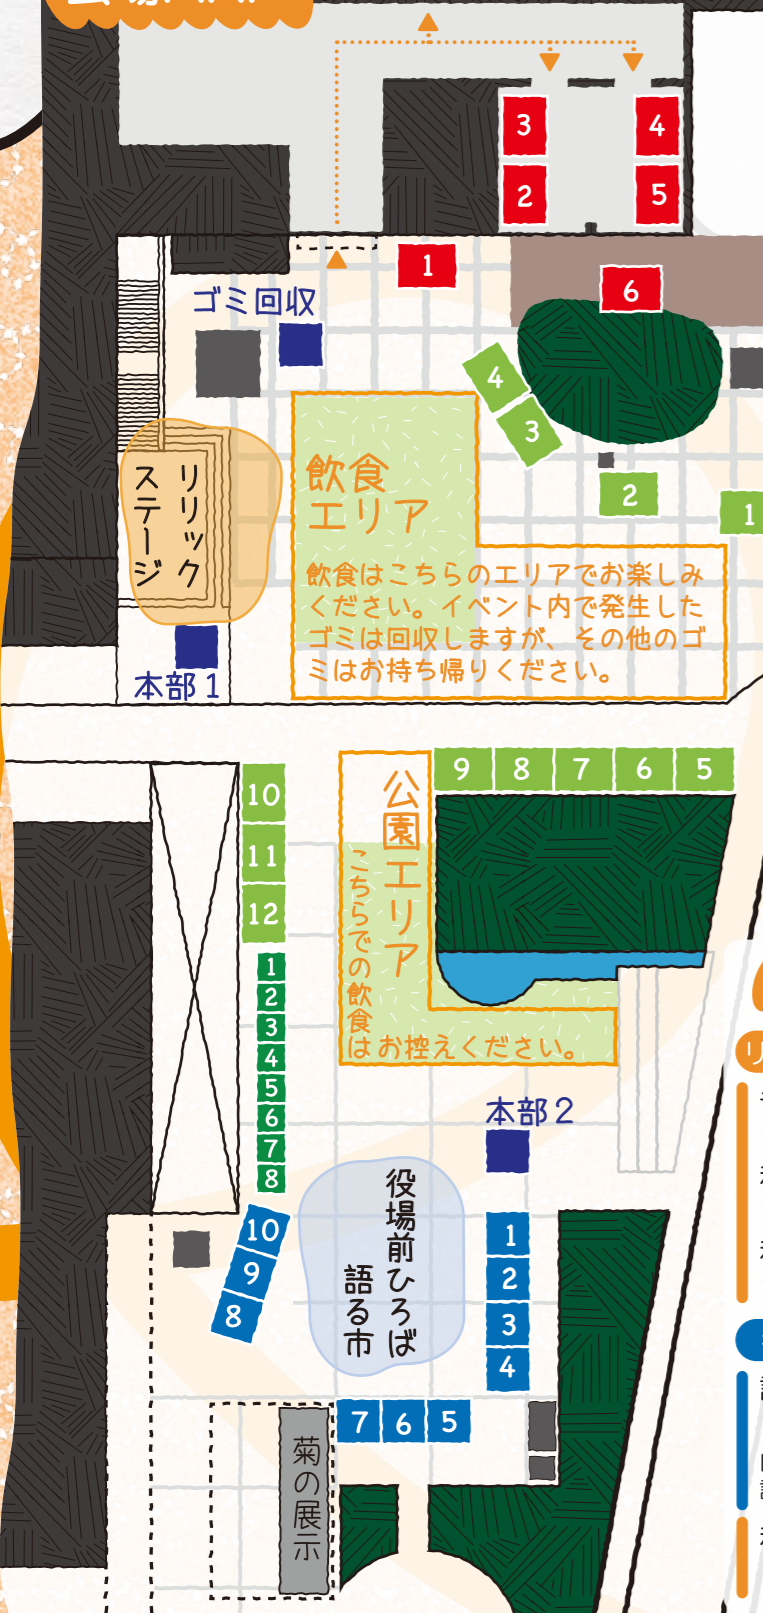 3
4
2
5
1
6
ゴミ回収
4
3
2
1
リリック
ステージ
飲食
エリア
飲食はこちらのエリアでお楽しみ
ください。イベント内で発生した
ゴミは回収しますが、その他のゴ
ミはお持ち帰りください。
本部1
9 8 7 6 5
10
11
12
公園エリア
こちらでの飲食
はお控えください。
1
2
3
4
5
6
7
8
本部2
役場前ひろば
語る市
10
9
8
1
2
3
4
7 6 5
菊の展示
リ